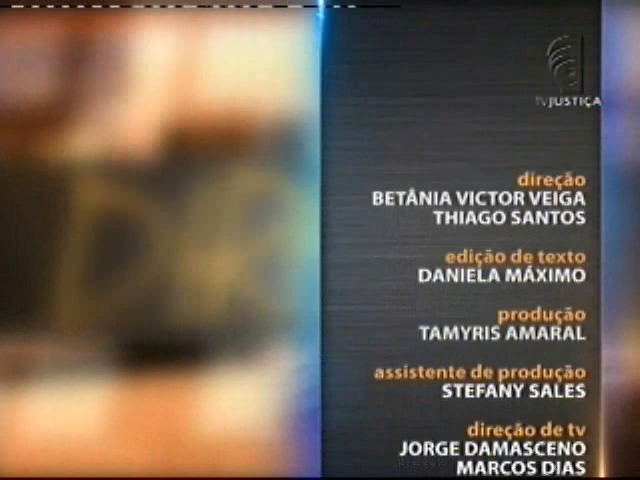 TV JUSTIÇA
direção
BETÂNIA VICTOR VEIGA
THIAGO SANTOS
edição de texto
DANIELA MÁXIMO
produção
TAMYRIS AMARAL
assistente de produção
STEFANY SALES
direção de tv
JORGE DAMASCENO
MARCOS DIAS